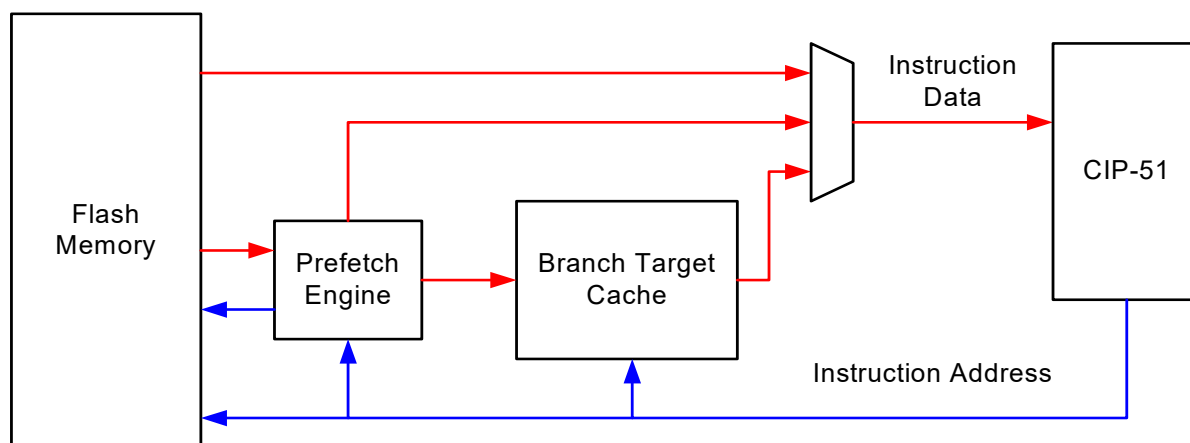 Instruction
Data
CIP-51
Flash
Memory
Prefetch
Engine
Branch Target
Cache
Instruction Address